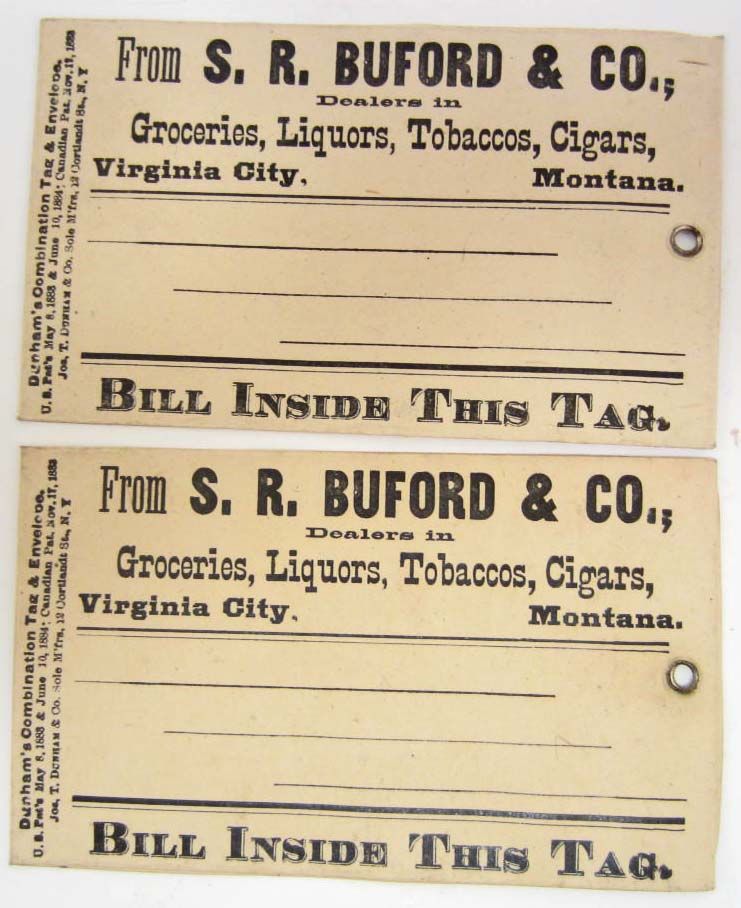 Dunham's Combination Tag & Envelope.
U. S. Pat's May 8, 1883 & June 10, 1884; Canadian Pat. Nov. 17, 1883
Jos. T. Dunham & Co. Sole M'frs, 12 Cortlandt St., N. Y
From S. R. BUFORD & CO.,
Dealers in
Groceries, Liquors, Tobaccos, Cigars,
Virginia City, Montana.
BILL INSIDE THIS TAG.
Dunham's Combination Tag & Envelope.
U. S. Pat's May 8, 1883 & June 10, 1884; Canadian Pat. Nov. 17, 1883
Jos. T. Dunham & Co. Sole M'frs, 12 Cortlandt St., N. Y
From S. R. BUFORD & CO.,
Dealers in
Groceries, Liquors, Tobaccos, Cigars,
Virginia City, Montana.
BILL INSIDE THIS TAG.